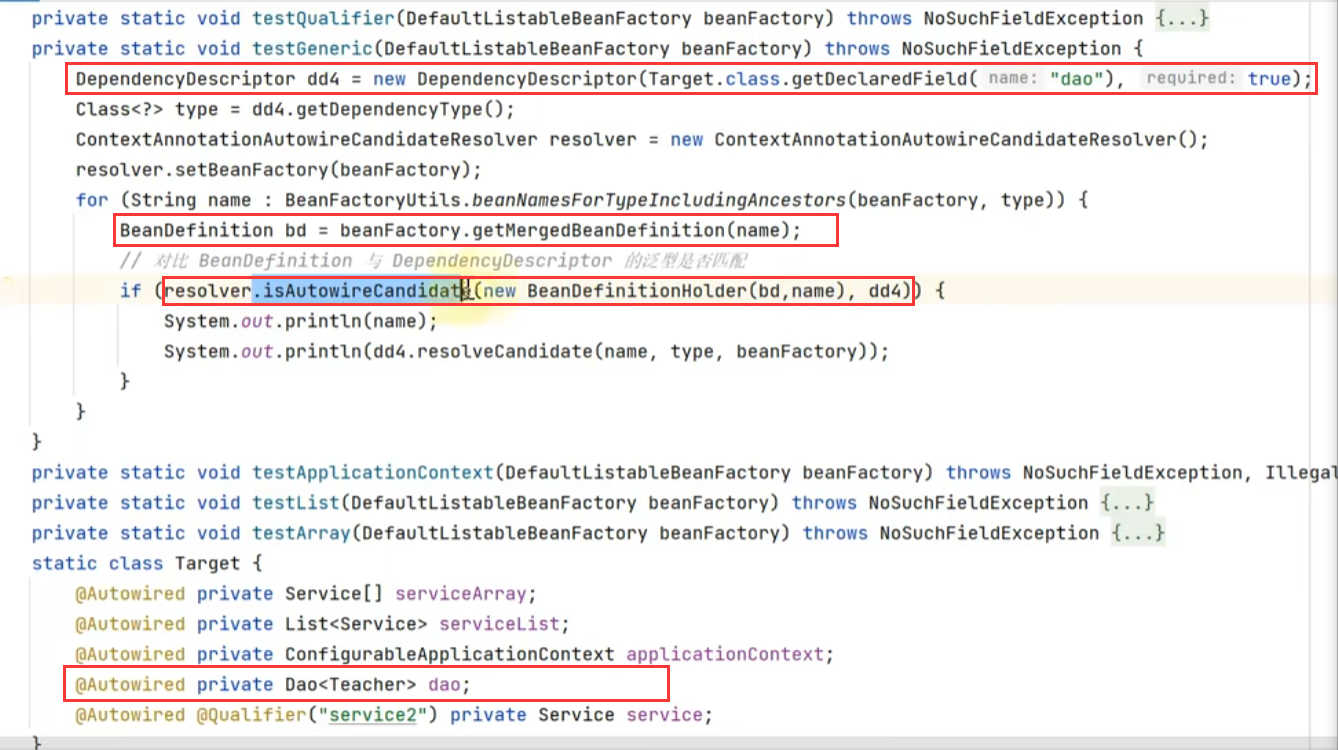 private static void testQualifier(DefaultListableBeanFactory beanFactory) throws NoSuchFieldException {...}
private static void testGeneric(DefaultListableBeanFactory beanFactory) throws NoSuchFieldException {
DependencyDescriptor dd4 = new DependencyDescriptor(Target.class.getDeclaredField( name: "dao"), required: true);
Class<?> type = dd4.getDependencyType();
ContextAnnotationAutowireCandidateResolver resolver = new ContextAnnotationAutowireCandidateResolver();
resolver.setBeanFactory(beanFactory);
for (String name : BeanFactoryUtils.beanNamesForTypeIncludingAncestors(beanFactory, type)) {
BeanDefinition bd = beanFactory.getMergedBeanDefinition(name);
// 对比 BeanDefinition 与 DependencyDescriptor 的泛型是否匹配
if (resolver.isAutowireCandidate(new BeanDefinitionHolder(bd,name), dd4)) {
System.out.println(name);
System.out.println(dd4.resolveCandidate(name, type, beanFactory));
}
}
}
private static void testApplicationContext(DefaultListableBeanFactory beanFactory) throws NoSuchFieldException, Illegal
private static void testList(DefaultListableBeanFactory beanFactory) throws NoSuchFieldException {...}
private static void testArray(DefaultListableBeanFactory beanFactory) throws NoSuchFieldException {...}
static class Target {
@Autowired private Service[] serviceArray;
@Autowired private List<Service> serviceList;
@Autowired private ConfigurableApplicationContext applicationContext;
@Autowired private Dao<Teacher> dao;
@Autowired @Qualifier("service2") private Service service;
}